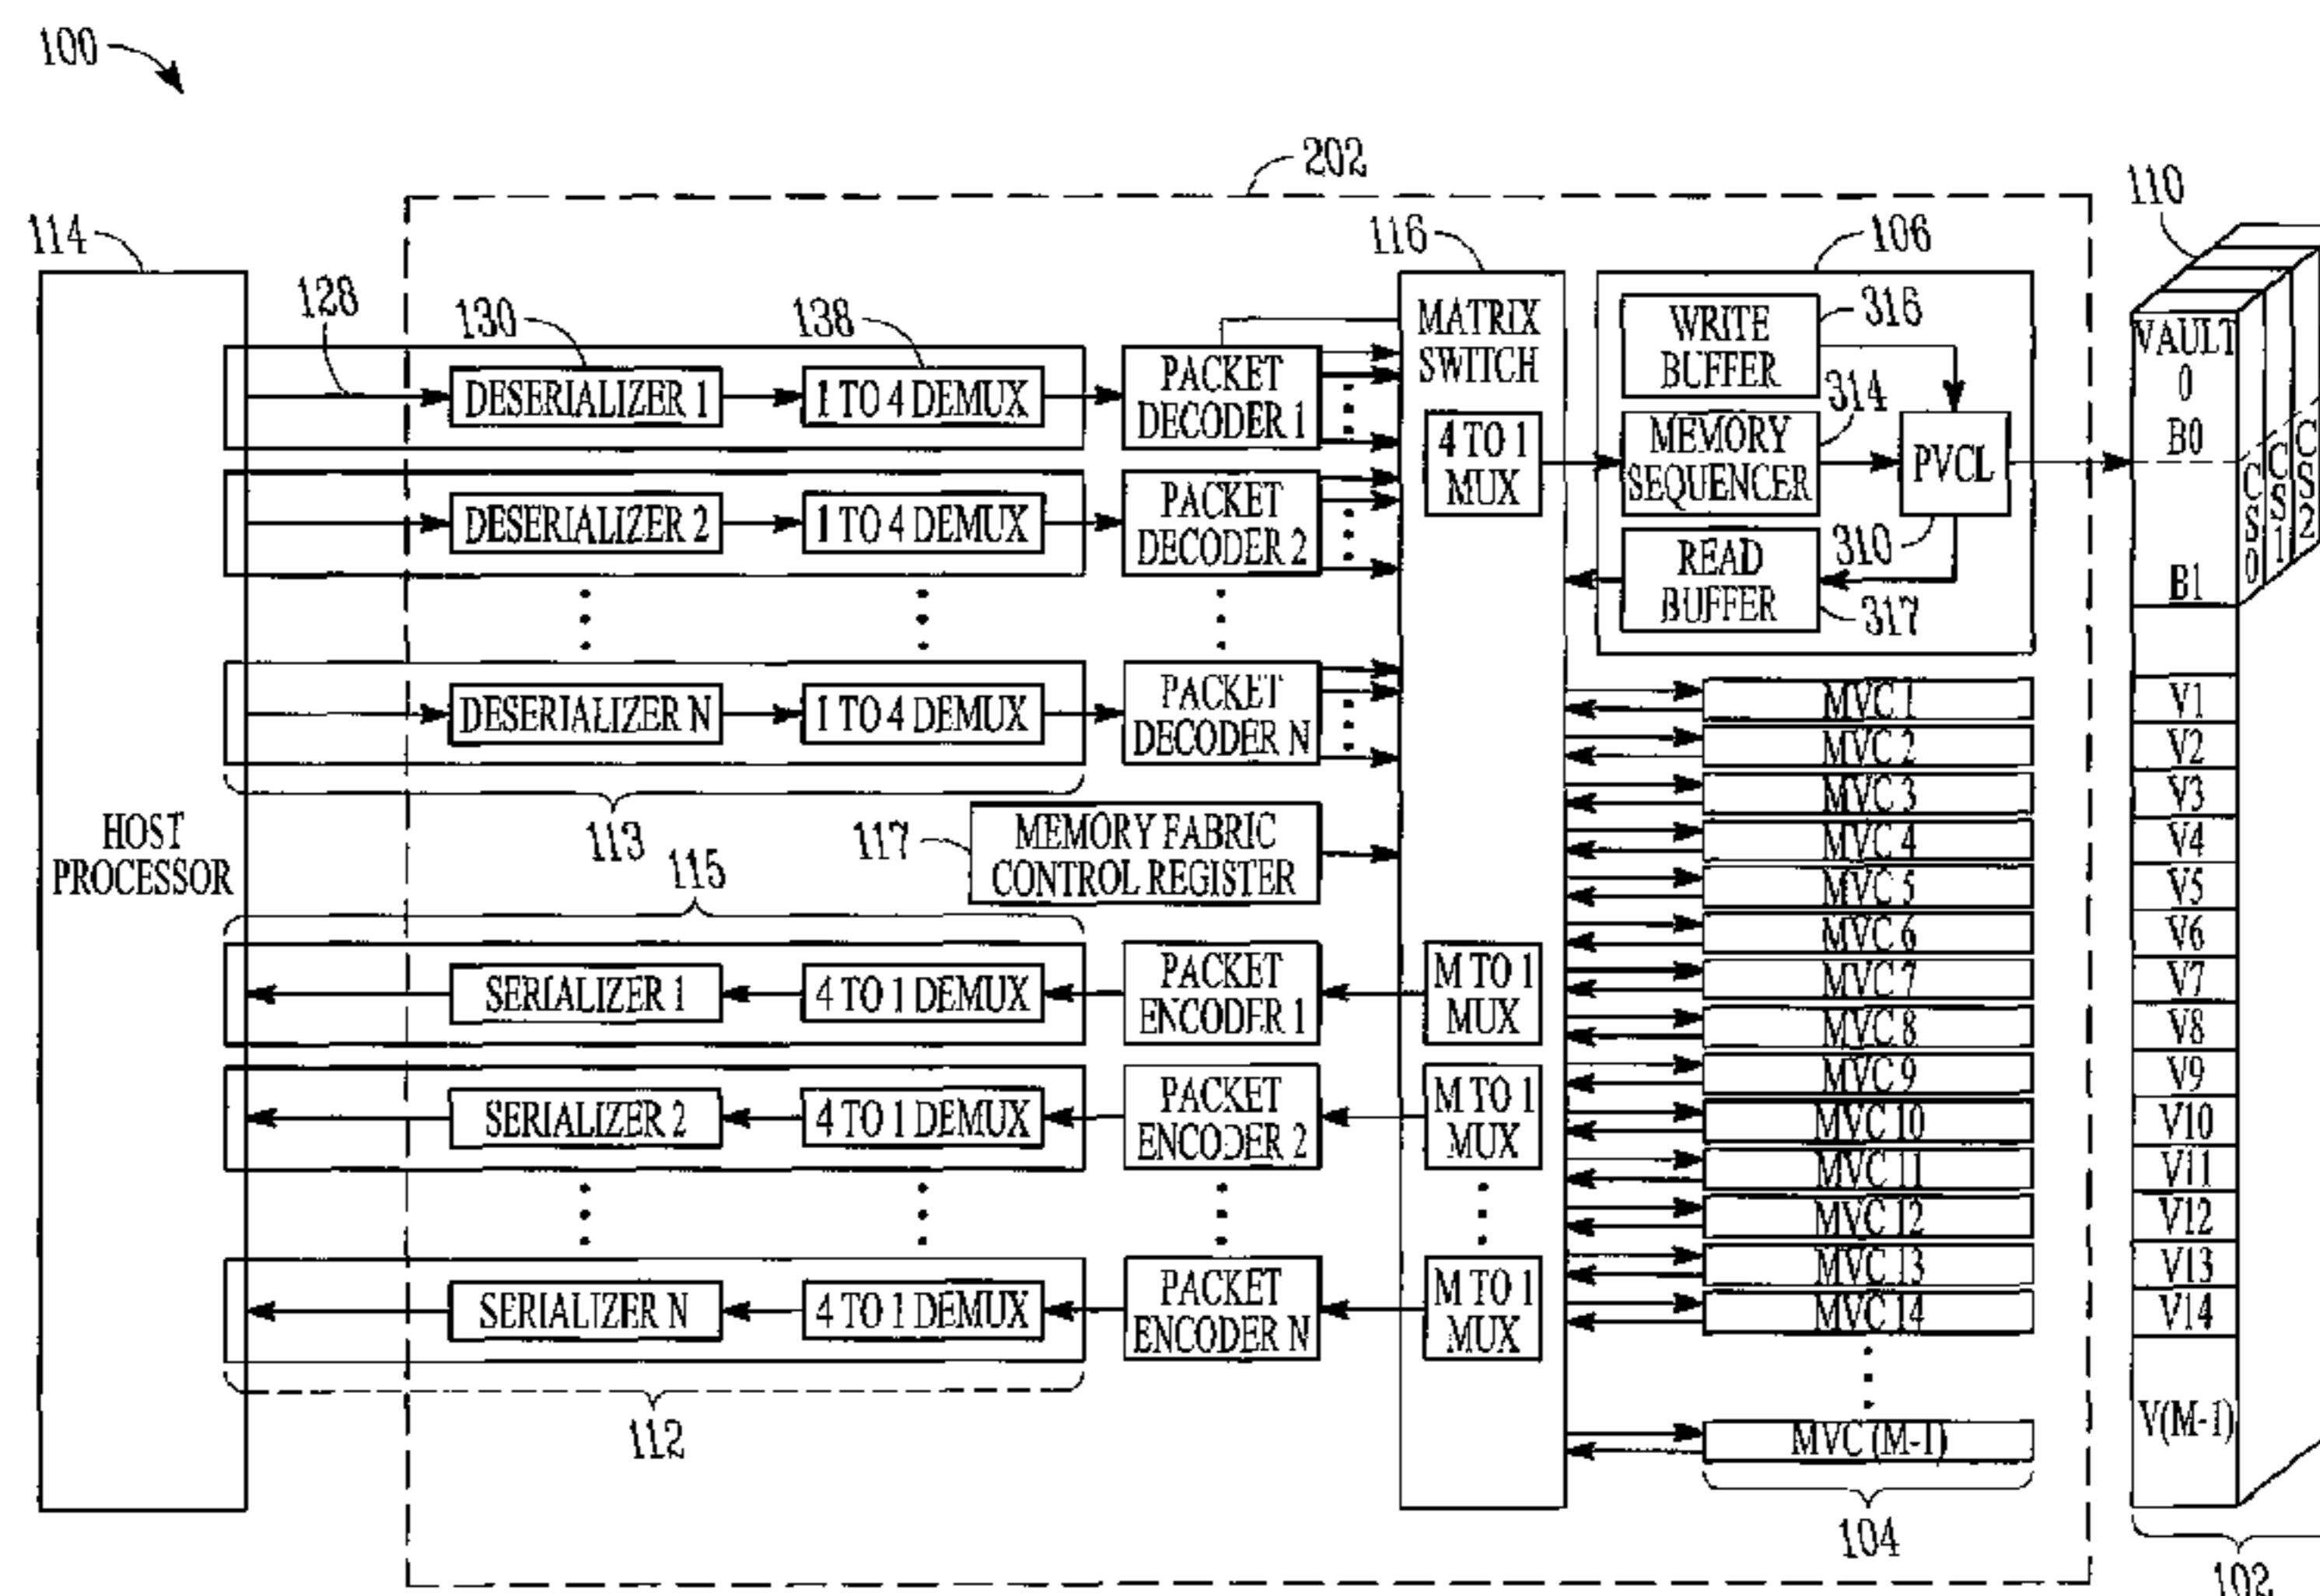 100
202
114
116
106
110
128
130
138
DESERIALIZER 1
1 TO 4 DEMUX
PACKET
DECODER 1
DESERIALIZER 2
1 TO 4 DEMUX
PACKET
DECODER 2
DESERIALIZER N
1 TO 4 DEMUX
PACKET
DECODER N
113
HOST
PROCESSOR
117
MEMORY FABRIC
CONTROL REGISTER
115
SERIALIZER 1
4 TO 1 DEMUX
PACKET
ENCODER 1
SERIALIZER 2
4 TO 1 DEMUX
PACKET
ENCODER 2
SERIALIZER N
4 TO 1 DEMUX
PACKET
ENCODER N
112
MATRIX
SWITCH
4 TO 1
MUX
M TO 1
MUX
M TO 1
MUX
M TO 1
MUX
WRITE
BUFFER
316
314
MEMORY
SEQUENCER
PVCL
310
READ
BUFFER
317
MVC 1
MVC 2
MVC 3
MVC 4
MVC 5
MVC 6
MVC 7
MVC 8
MVC 9
MVC 10
MVC 11
MVC 12
MVC 13
MVC 14
MVC (M-1)
104
VAULT
0
B0
B1
CS0
CS1
CS2
V1
V2
V3
V4
V5
V6
V7
V8
V9
V10
V11
V12
V13
V14
V(M-1)
102